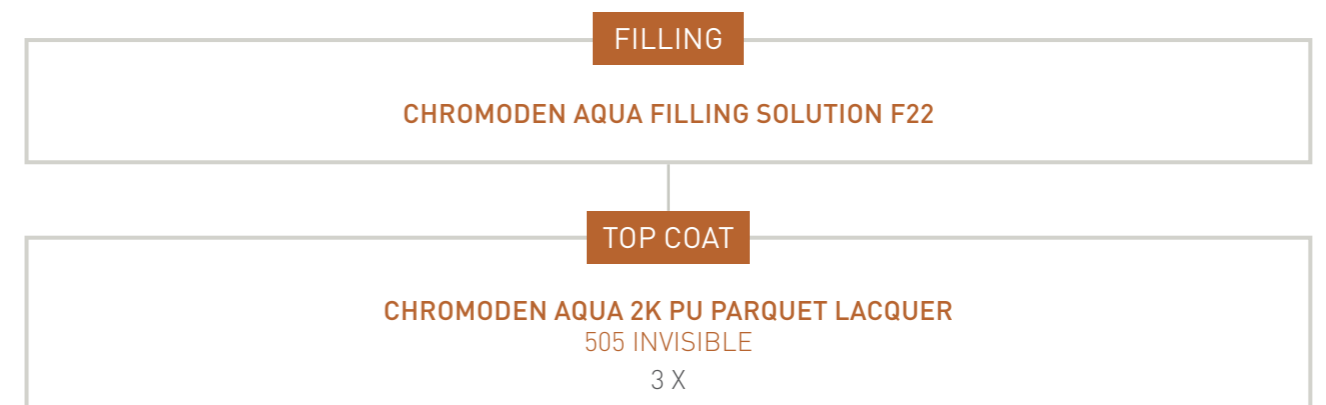 FILLING
CHROMODEN AQUA FILLING SOLUTION F22
TOP COAT
CHROMODEN AQUA 2K PU PARQUET LACQUER
505 INVISIBLE
3 X